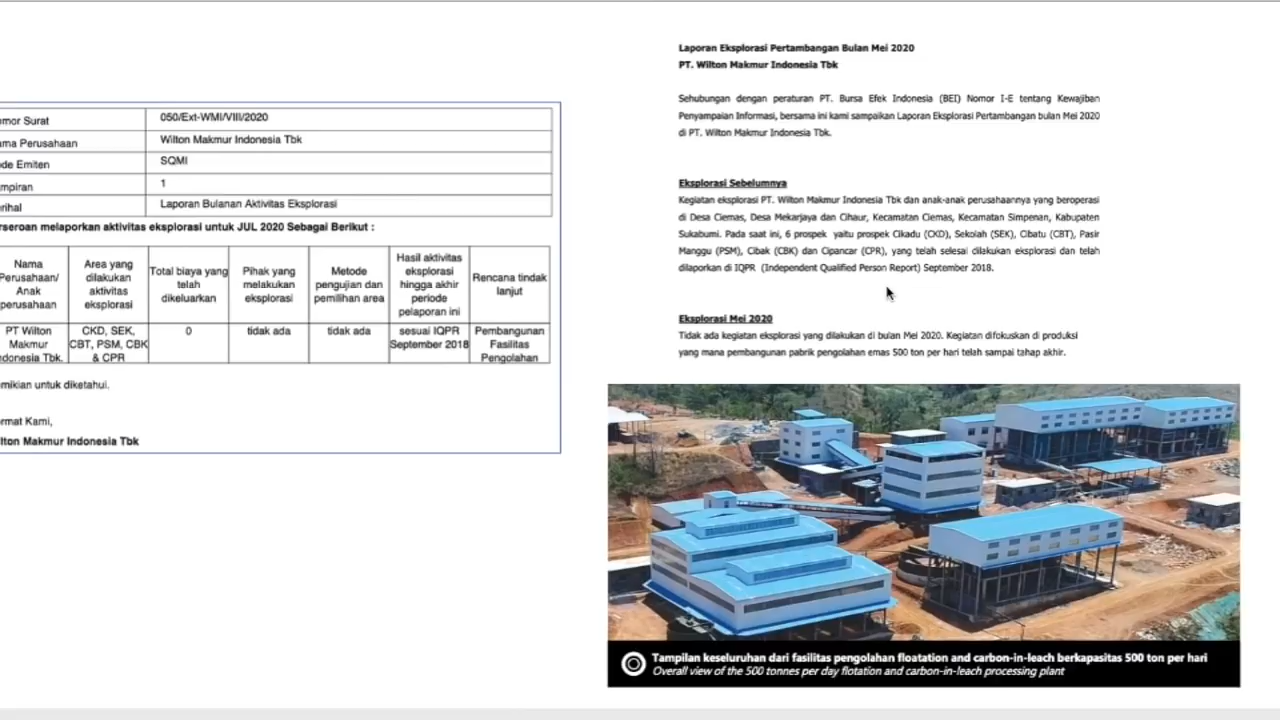 omor Surat 050/Ext-WMI/VIII/2020
ama Perusahaan Wilton Makmur Indonesia Tbk
ode Emiten SQMI
mpiran 1
erihal Laporan Bulanan Aktivitas Eksplorasi
rseroan melaporkan aktivitas eksplorasi untuk JUL 2020 Sebagai Berikut :
Nama
Perusahaan/
Anak
perusahaan
Area yang
dilakukan
aktivitas
eksplorasi
Total biaya yang
telah
dikeluarkan
Pihak yang
melakukan
eksplorasi
Metode
pengujian dan
pemilihan area
Hasil aktivitas
eksplorasi
hingga akhir
periode
pelaporan ini
Rencana tindak
lanjut
PT Wilton
Makmur
ndonesia Tbk.
CKD, SEK,
CBT, PSM, CBK
& CPR
0
tidak ada
tidak ada
sesuai IQPR
September 2018
Pembangunan
Fasilitas
Pengolahan
mikian untuk diketahui.
rmat Kami,
ilton Makmur Indonesia Tbk
Laporan Eksplorasi Pertambangan Bulan Mei 2020
PT. Wilton Makmur Indonesia Tbk
Sehubungan dengan peraturan PT. Bursa Efek Indonesia (BEI) Nomor I-E tentang Kewajiban
Penyampaian Informasi, bersama ini kami sampaikan Laporan Eksplorasi Pertambangan bulan Mei 2020
di PT. Wilton Makmur Indonesia Tbk.
Eksplorasi Sebelumnya
Kegiatan eksplorasi PT. Wilton Makmur Indonesia Tbk dan anak-anak perusahaannya yang beroperasi
di Desa Ciemas, Desa Mekarjaya dan Cihaur, Kecamatan Ciemas, Kecamatan Simpenan, Kabupaten
Sukabumi. Pada saat ini, 6 prospek yaitu prospek Cikadu (CKD), Sekolah (SEK), Cibatu (CBT), Pasir
Manggu (PSM), Cibak (CBK) dan Cipancar (CPR), yang telah selesai dilakukan eksplorasi dan telah
dilaporkan di IQPR (Independent Qualified Person Report) September 2018.
Eksplorasi Mei 2020
Tidak ada kegiatan eksplorasi yang dilakukan di bulan Mei 2020. Kegiatan difokuskan di produksi
yang mana pembangunan pabrik pengolahan emas 500 ton per hari telah sampai tahap akhir.
Tampilan keseluruhan dari fasilitas pengolahan floatation and carbon-in-leach berkapasitas 500 ton per hari
Overall view of the 500 tonnes per day flotation and carbon-in-leach processing plant